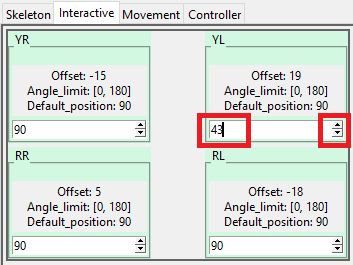 Skeleton Interactive Movement Controller
YR
Offset: -15
Angle_limit: [0, 180]
Default_position: 90
90
YL
Offset: 19
Angle_limit: [0, 180]
Default_position: 90
43
RR
Offset: 5
Angle_limit: [0, 180]
Default_position: 90
90
RL
Offset: -18
Angle_limit: [0, 180]
Default_position: 90
90